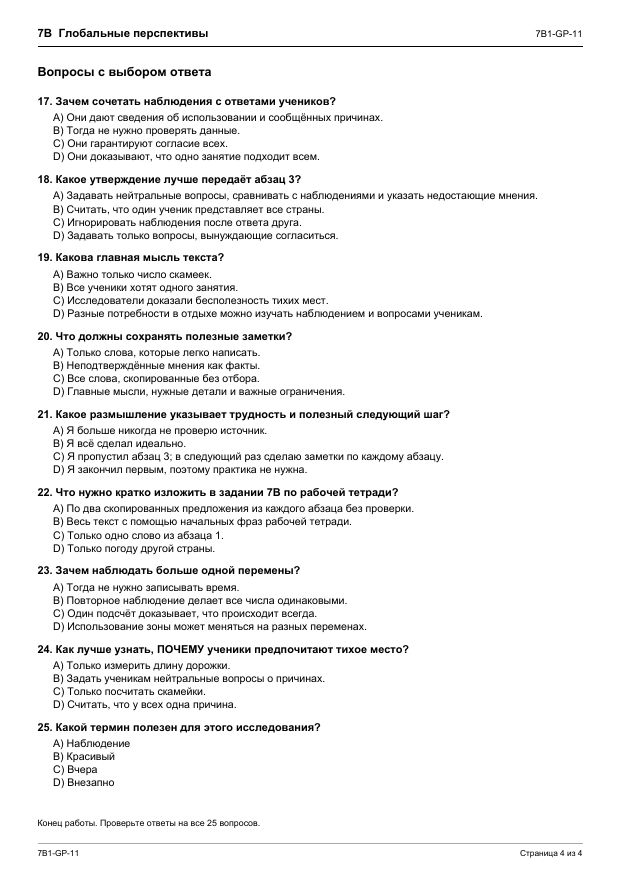 7В Глобальные перспективы
7B1-GP-11
Вопросы с выбором ответа
17. Зачем сочетать наблюдения с ответами учеников?
A) Они дают сведения об использовании и сообщённых причинах.
B) Тогда не нужно проверять данные.
C) Они гарантируют согласие всех.
D) Они доказывают, что одно занятие подходит всем.
18. Какое утверждение лучше передаёт абзац 3?
A) Задавать нейтральные вопросы, сравнивать с наблюдениями и указать недостающие мнения.
B) Считать, что один ученик представляет все страны.
C) Игнорировать наблюдения после ответа друга.
D) Задавать только вопросы, вынуждающие согласиться.
19. Какова главная мысль текста?
A) Важно только число скамеек.
B) Все ученики хотят одного занятия.
C) Исследователи доказали бесполезность тихих мест.
D) Разные потребности в отдыхе можно изучать наблюдением и вопросами ученикам.
20. Что должны сохранять полезные заметки?
A) Только слова, которые легко написать.
B) Неподтверждённые мнения как факты.
C) Все слова, скопированные без отбора.
D) Главные мысли, нужные детали и важные ограничения.
21. Какое размышление указывает трудность и полезный следующий шаг?
A) Я больше никогда не проверю источник.
B) Я всё сделал идеально.
C) Я пропустил абзац 3; в следующий раз сделаю заметки по каждому абзацу.
D) Я закончил первым, поэтому практика не нужна.
22. Что нужно кратко изложить в задании 7В по рабочей тетради?
A) По два скопированных предложения из каждого абзаца без проверки.
B) Весь текст с помощью начальных фраз рабочей тетради.
C) Только одно слово из абзаца 1.
D) Только погоду другой страны.
23. Зачем наблюдать больше одной перемены?
A) Тогда не нужно записывать время.
B) Повторное наблюдение делает все числа одинаковыми.
C) Один подсчёт доказывает, что происходит всегда.
D) Использование зоны может меняться на разных переменах.
24. Как лучше узнать, ПОЧЕМУ ученики предпочитают тихое место?
A) Только измерить длину дорожки.
B) Задать ученикам нейтральные вопросы о причинах.
C) Только посчитать скамейки.
D) Считать, что у всех одна причина.
25. Какой термин полезен для этого исследования?
A) Наблюдение
B) Красивый
C) Вчера
D) Внезапно
Конец работы. Проверьте ответы на все 25 вопросов.
7B1-GP-11
Страница 4 из 4